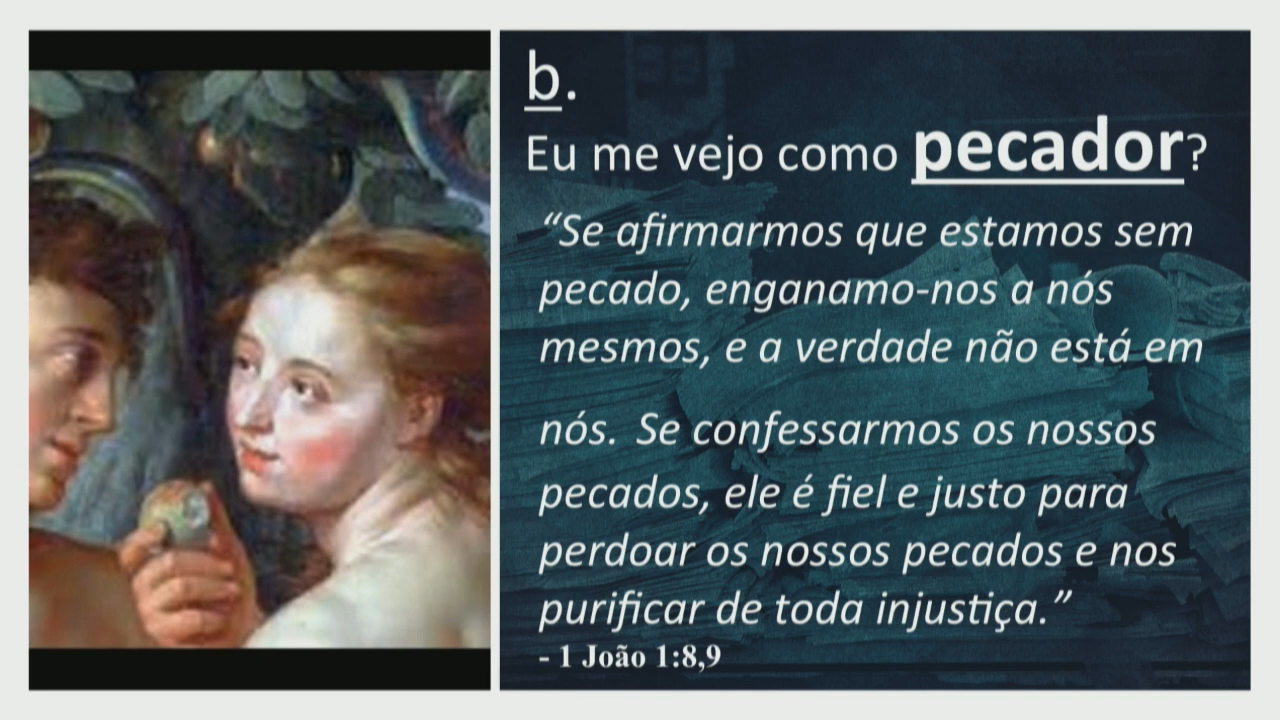 b.
Eu me vejo como pecador?
“Se afirmarmos que estamos sem
pecado, enganamo-nos a nós
mesmos, e a verdade não está em
nós. Se confessarmos os nossos
pecados, ele é fiel e justo para
perdoar os nossos pecados e nos
purificar de toda injustiça.”
- 1 João 1:8,9